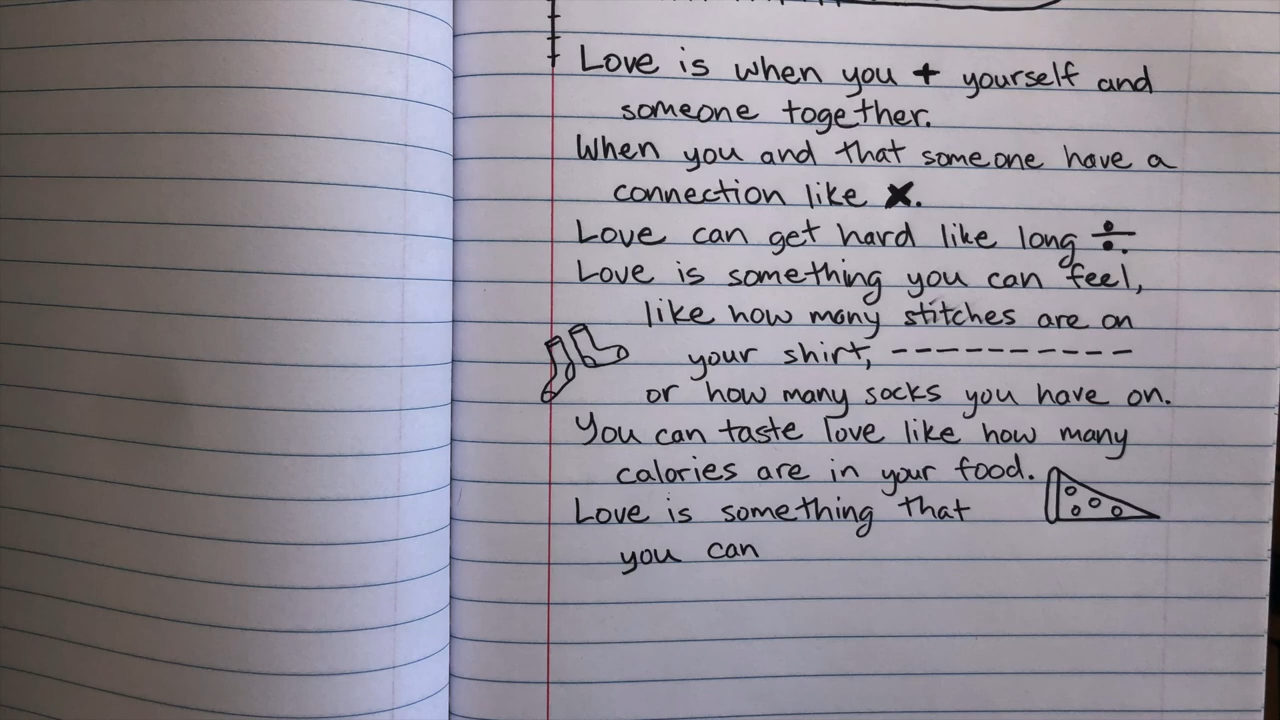 Love is when you + yourself and
someone together.
When you and that someone have a
connection like x.
Love can get hard like long ÷.
Love is something you can feel,
like how many stitches are on
your shirt, ----------
or how many socks you have on.
You can taste love like how many
calories are in your food.
Love is something that
you can